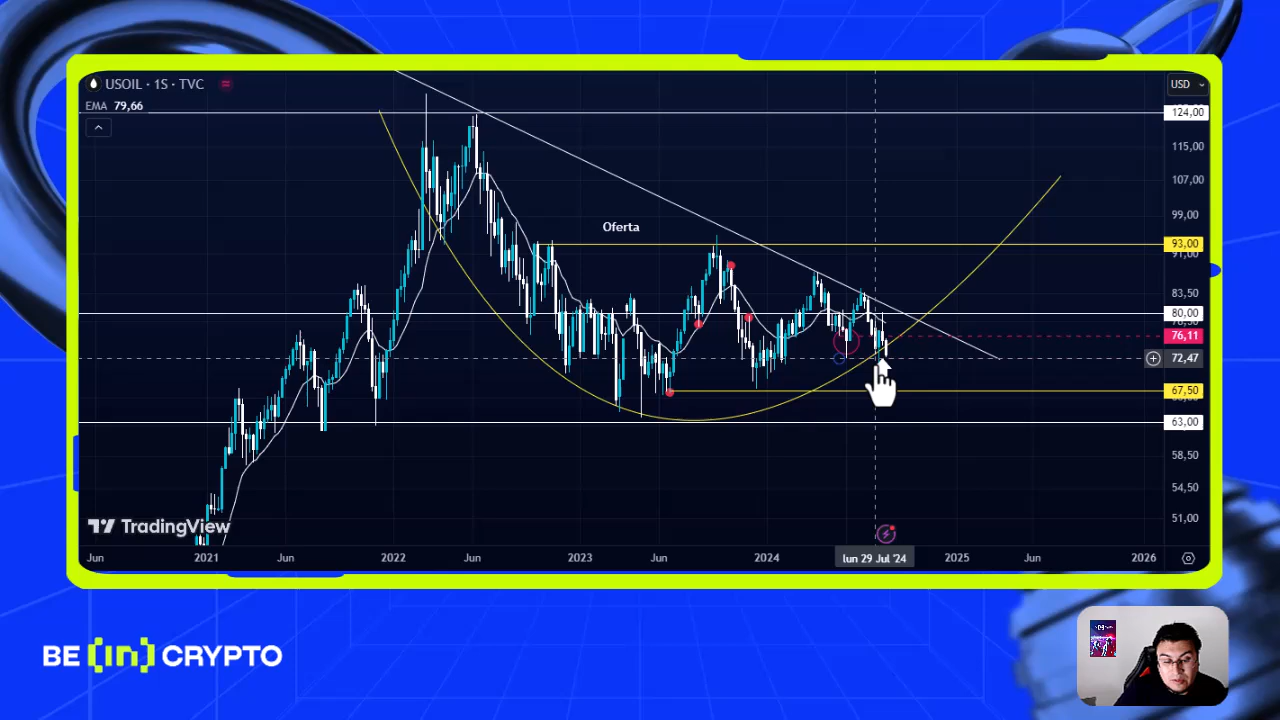 USOIL · 1S · TVC
USD
EMA 79,66
124,00
115,00
107,00
99,00
Oferta
93,00
91,00
83,50
80,00
78,50
76,11
72,47
67,50
63,00
58,50
54,50
51,00
TradingView
Jun 2021 Jun 2022 Jun 2023 Jun 2024 lun 29 Jul '24 2025 Jun 2026
BE [in] CRYPTO